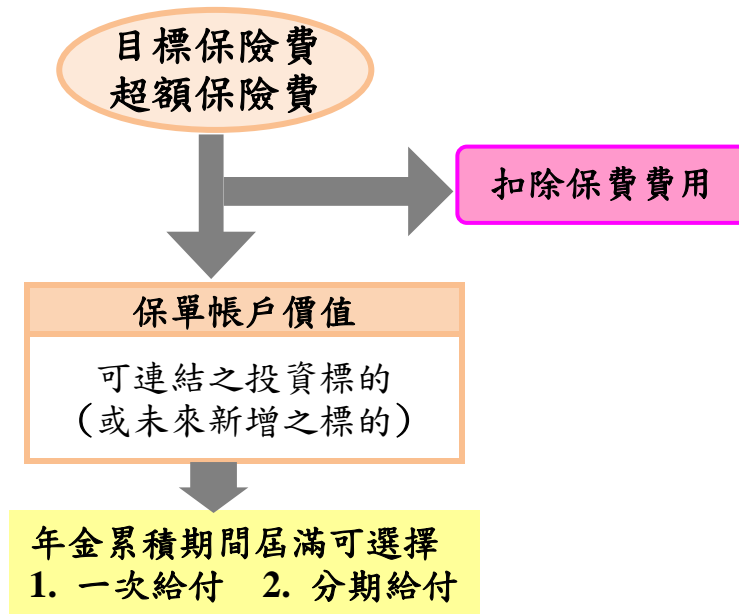 目標保險費
超額保險費
扣除保費費用
保單帳戶價值
可連結之投資標的
（或未來新增之標的）
年金累積期間屆滿可選擇
1. 一次給付 2. 分期給付